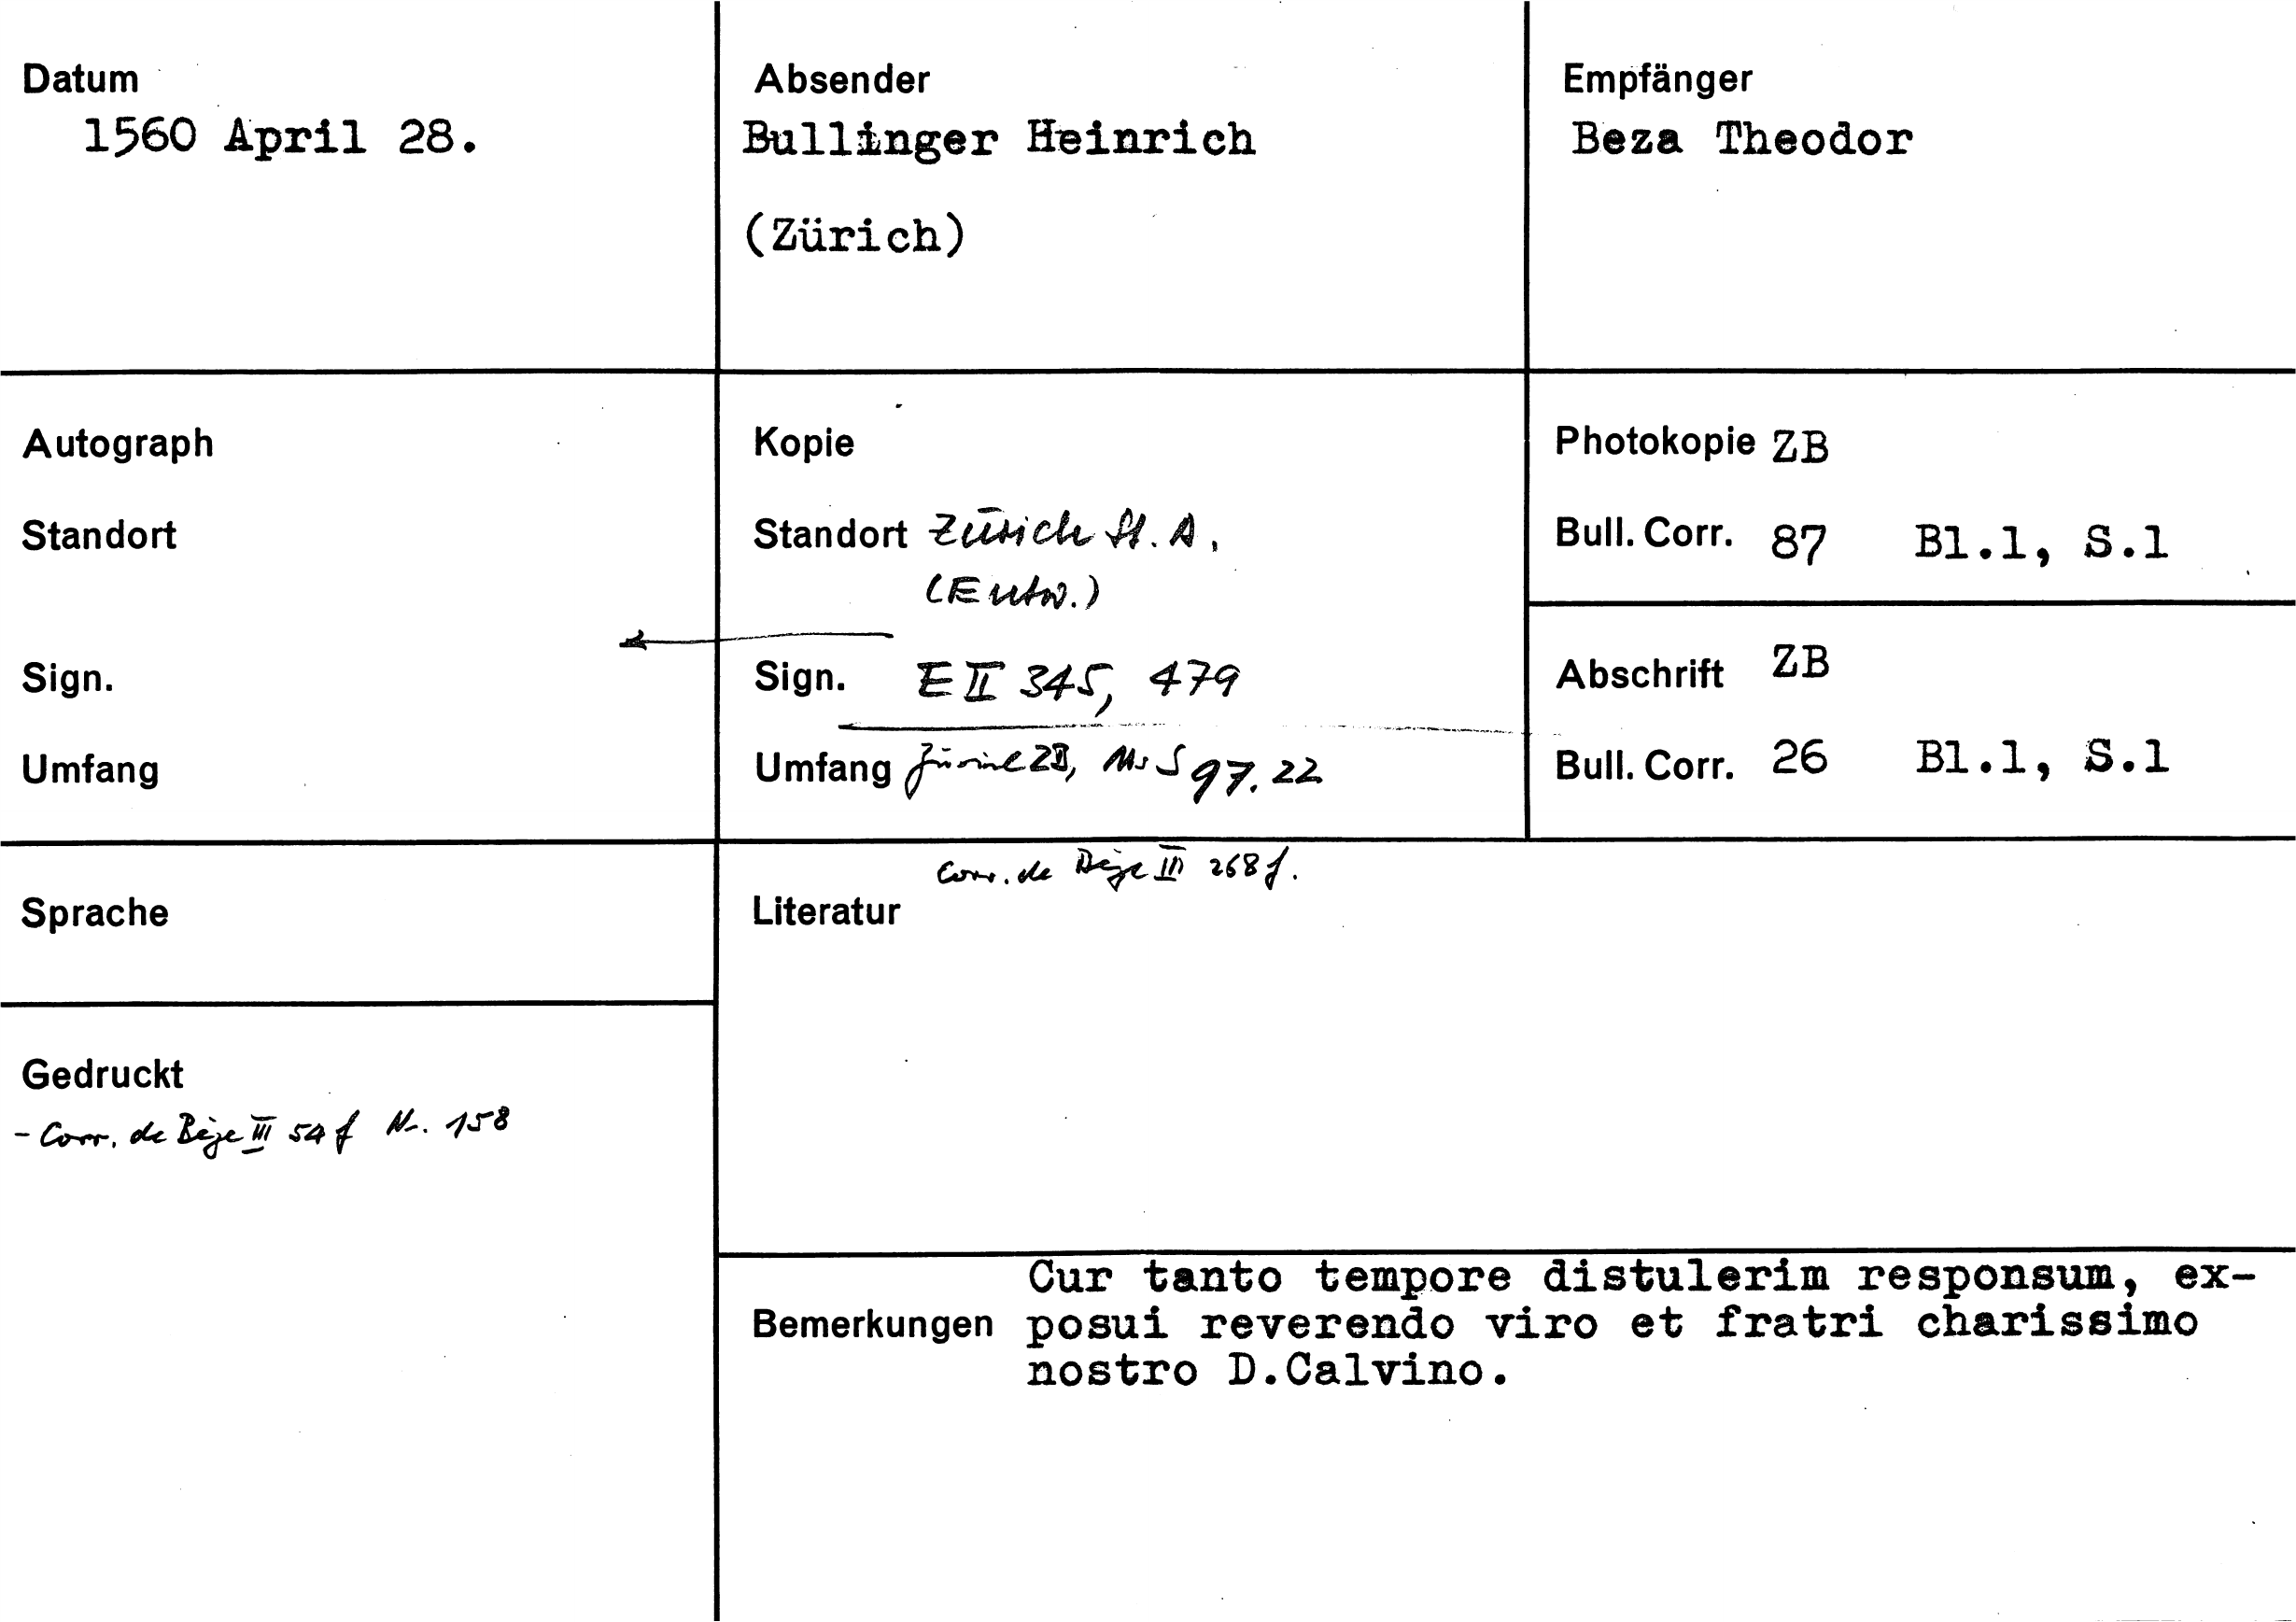 Datum
1560 April 28.
Absender
Bullinger Heinrich
(Zürich)
Empfänger
Beza Theodor
Autograph
Standort
Sign.
Umfang
Kopie
Standort Zürich St. A.
(Entw.)
Sign. E II 345, 479
Umfang Zürich ZB, Ms S 97. 22
Photokopie ZB
Bull. Corr. 87 Bl.1, S.1
Abschrift ZB
Bull. Corr. 26 Bl.1, S.1
Sprache
Gedruckt
- Corr. de Bèze III 54 f Nr. 158
Corr. de Bèze III 268 f.
Literatur
Cur tanto tempore distulerim responsum, ex-
Bemerkungen posui reverendo viro et fratri charissimo
nostro D.Calvino.